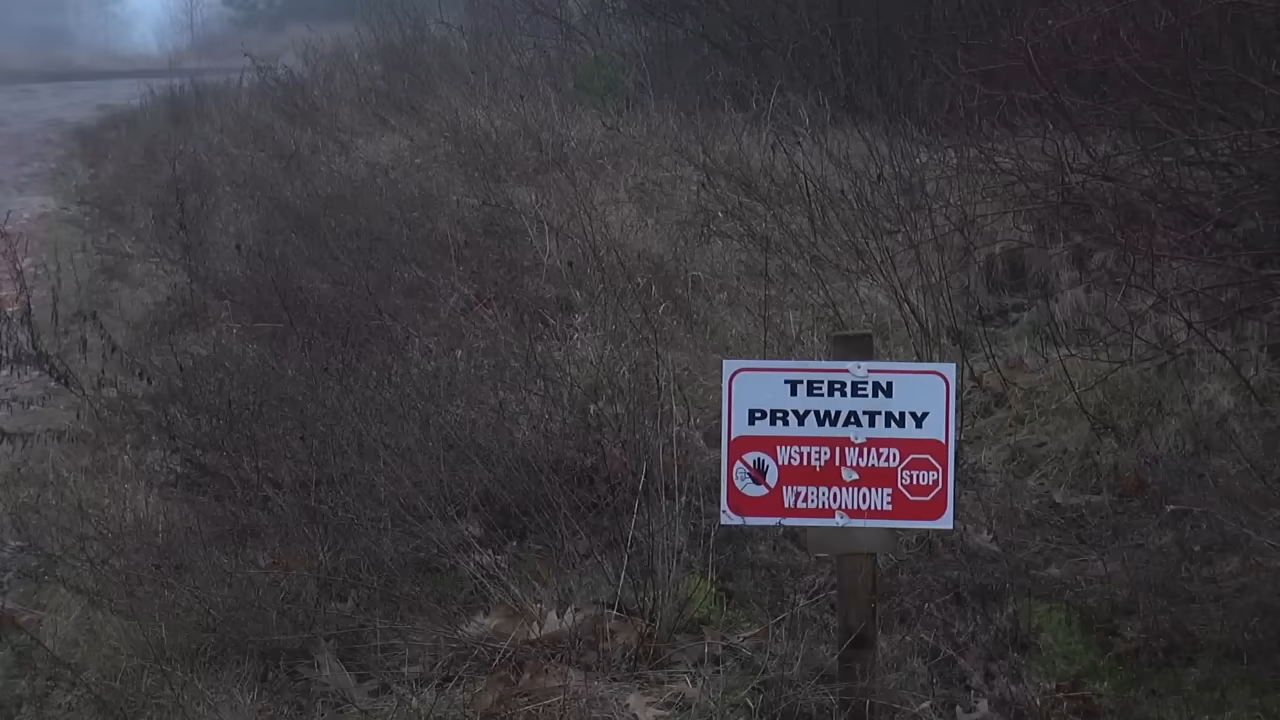 TEREN
PRYWATNY
WSTĘP I WJAZD
STOP
WZBRONIONE